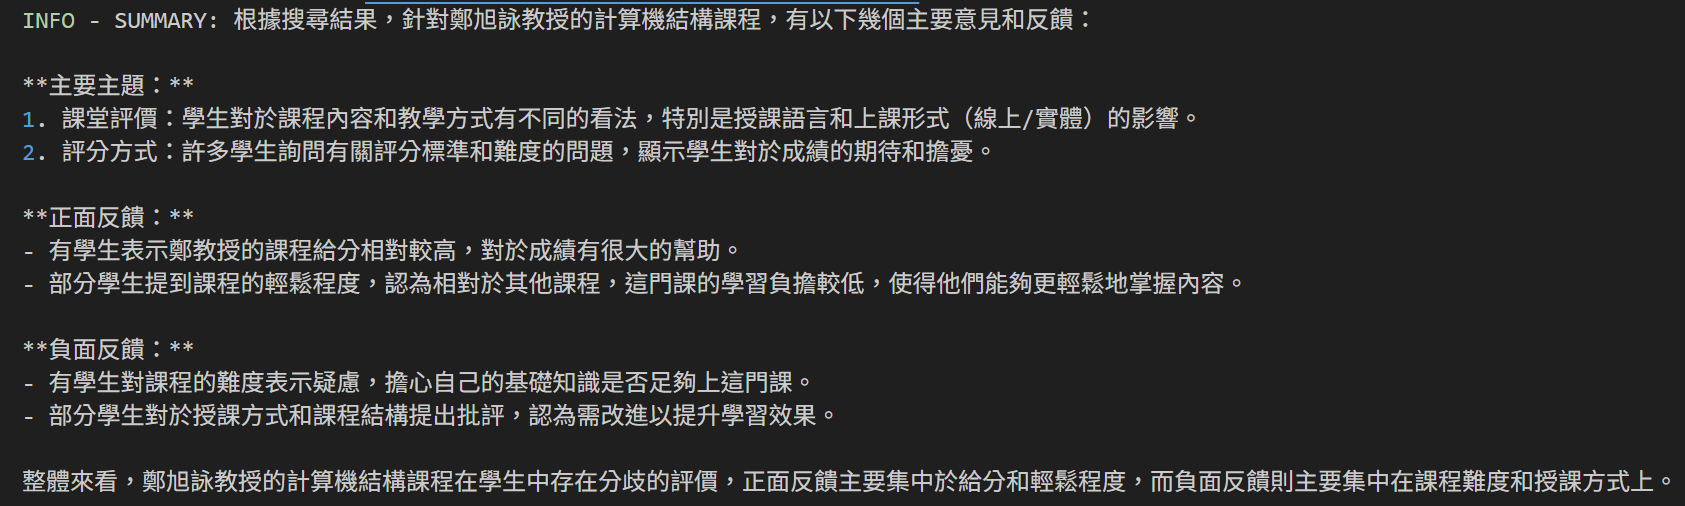 INFO - SUMMARY: 根據搜尋結果，針對鄭旭詠教授的計算機結構課程，有以下幾個主要意見和反饋：
**主要主題：**
1. 課堂評價：學生對於課程內容和教學方式有不同的看法，特別是授課語言和上課形式（線上/實體）的影響。
2. 評分方式：許多學生詢問有關評分標準和難度的問題，顯示學生對於成績的期待和擔憂。
**正面反饋：**
- 有學生表示鄭教授的課程給分相對較高，對於成績有很大的幫助。
- 部分學生提到課程的輕鬆程度，認為相對於其他課程，這門課的學習負擔較低，使得他們能夠更輕鬆地掌握內容。
**負面反饋：**
- 有學生對課程的難度表示疑慮，擔心自己的基礎知識是否足夠上這門課。
- 部分學生對於授課方式和課程結構提出批評，認為需改進以提升學習效果。
整體來看，鄭旭詠教授的計算機結構課程在學生中存在分歧的評價，正面反饋主要集中於給分和輕鬆程度，而負面反饋則主要集中在課程難度和授課方式上。